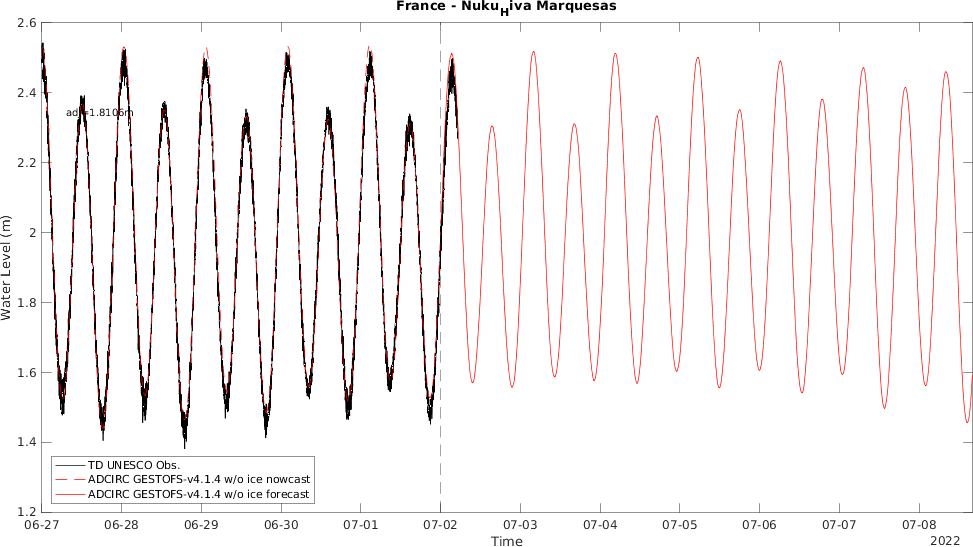 France - Nuku Hiva Marquesas
2.6
2.4
2.2
2
1.8
1.6
1.4
1.2
Water Level (m)
adj=1.8106m
TD UNESCO Obs.
ADCIRC GESTOFS-v4.1.4 w/o ice nowcast
ADCIRC GESTOFS-v4.1.4 w/o ice forecast
06-27 06-28 06-29 06-30 07-01 07-02 07-03 07-04 07-05 07-06 07-07 07-08
Time
2022